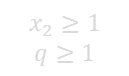 x₂ ≥ 1
q ≥ 1